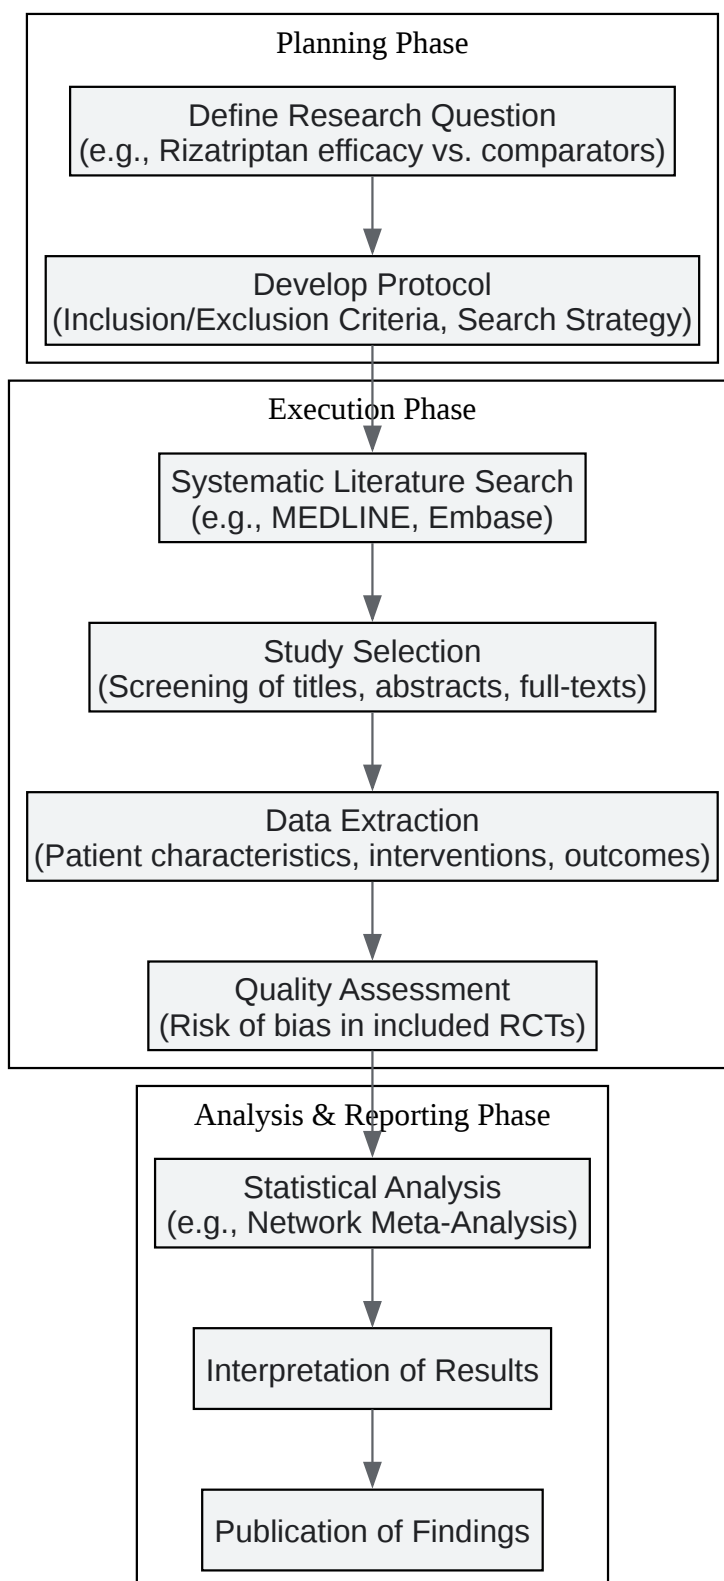 Planning Phase
Define Research Question
(e.g., Rizatriptan efficacy vs. comparators)
Develop Protocol
(Inclusion/Exclusion Criteria, Search Strategy)
Execution Phase
Systematic Literature Search
(e.g., MEDLINE, Embase)
Study Selection
(Screening of titles, abstracts, full-texts)
Data Extraction
(Patient characteristics, interventions, outcomes)
Quality Assessment
(Risk of bias in included RCTs)
Analysis & Reporting Phase
Statistical Analysis
(e.g., Network Meta-Analysis)
Interpretation of Results
Publication of Findings